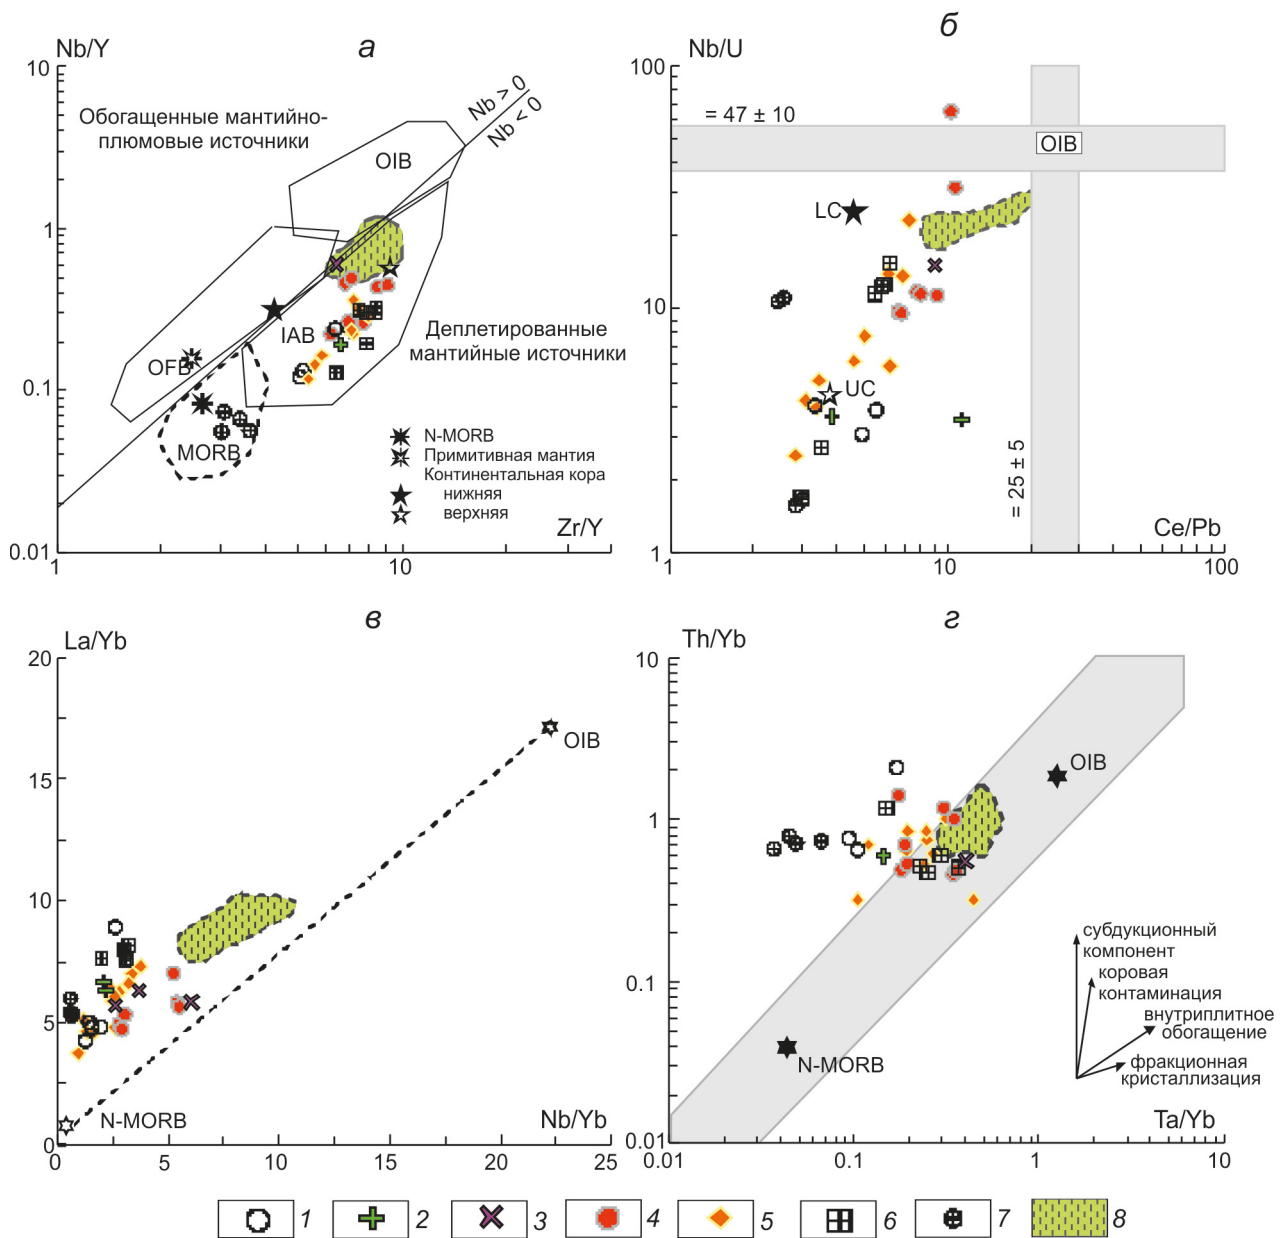 а
Nb/Y
10
1
0.1
0.01
1
10
Zr/Y
Nb > 0
Nb < 0
Обогащенные мантийно-
плюмовые источники
OIB
OFB
IAB
MORB
Деплетированные
мантийные источники
N-MORB
Примитивная мантия
Континентальная кора
нижняя
верхняя
б
Nb/U
100
10
1
1
10
100
Ce/Pb
= 47 ± 10
OIB
LC
UC
= 25 ± 5
в
La/Yb
20
15
10
5
0
0
5
10
15
20
25
Nb/Yb
OIB
N-MORB
г
Th/Yb
10
1
0.1
0.01
0.01
0.1
1
10
Ta/Yb
OIB
N-MORB
субдукционный
компонент
коровая
контаминация
внутриплитное
обогащение
фракционная
кристаллизация
1
2
3
4
5
6
7
8